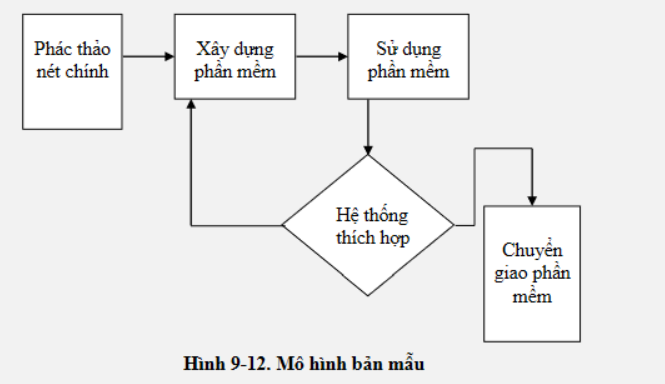 Phác thảo
nét chính
Xây dựng
phần mềm
Sử dụng
phần mềm
Hệ thống
thích hợp
Chuyển
giao phần
mềm
Hình 9-12. Mô hình bản mẫu